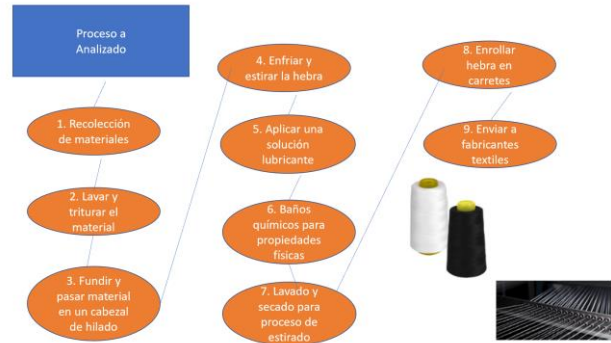 Proceso a
Analizado
1. Recolección
de materiales
2. Lavar y
triturar el
material
3. Fundir y
pasar material
en un cabezal
de hilado
4. Enfriar y
estirar la hebra
5. Aplicar una
solución
lubricante
6. Baños
químicos para
propiedades
físicas
7. Lavado y
secado para
proceso de
estirado
8. Enrollar
hebra en
carretes
9. Enviar a
fabricantes
textiles